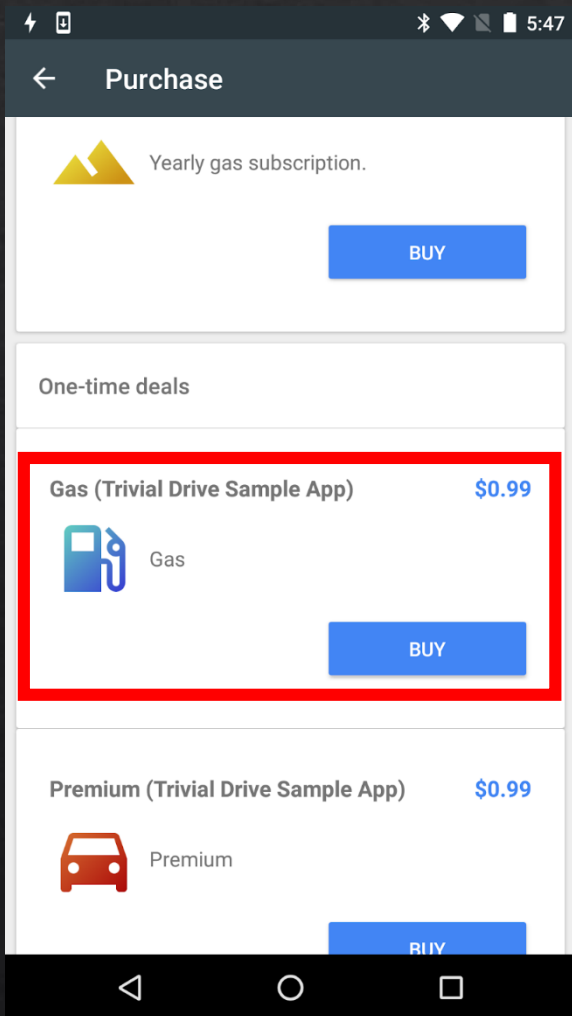 5:47
Purchase
Yearly gas subscription.
BUY
One-time deals
Gas (Trivial Drive Sample App) $0.99
Gas
BUY
Premium (Trivial Drive Sample App) $0.99
Premium
BUY